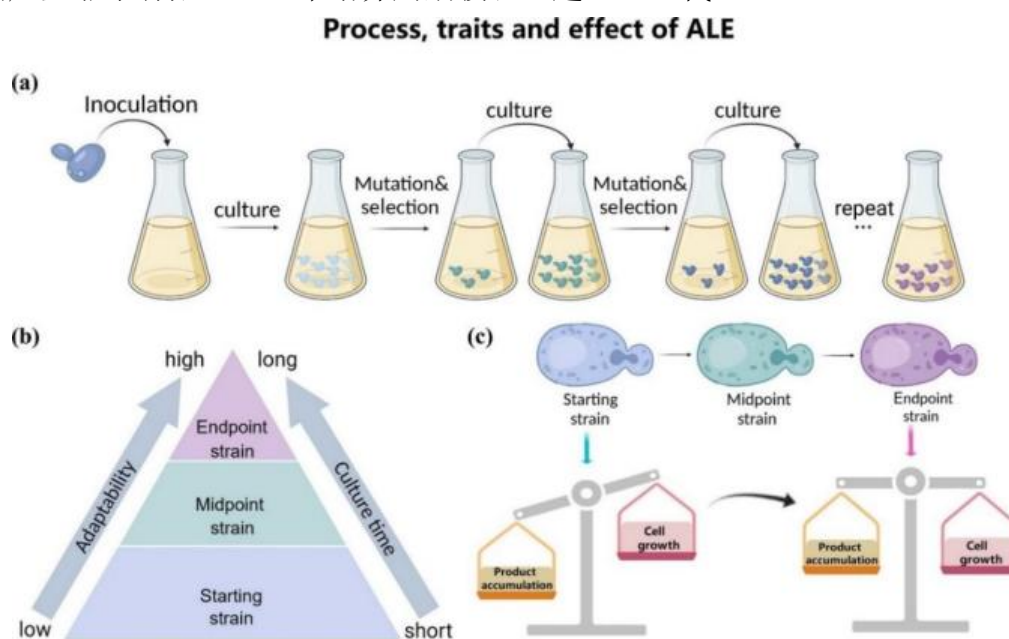 Process, traits and effect of ALE
(a)
Inoculation
culture
culture
culture
Mutation&
selection
Mutation&
selection
repeat
...
(b)
high
long
Endpoint
strain
Midpoint
strain
Starting
strain
Adaptability
Culture time
low
short
(c)
Starting
strain
Midpoint
strain
Endpoint
strain
Product
accumulation
Cell
growth
Product
accumulation
Cell
growth